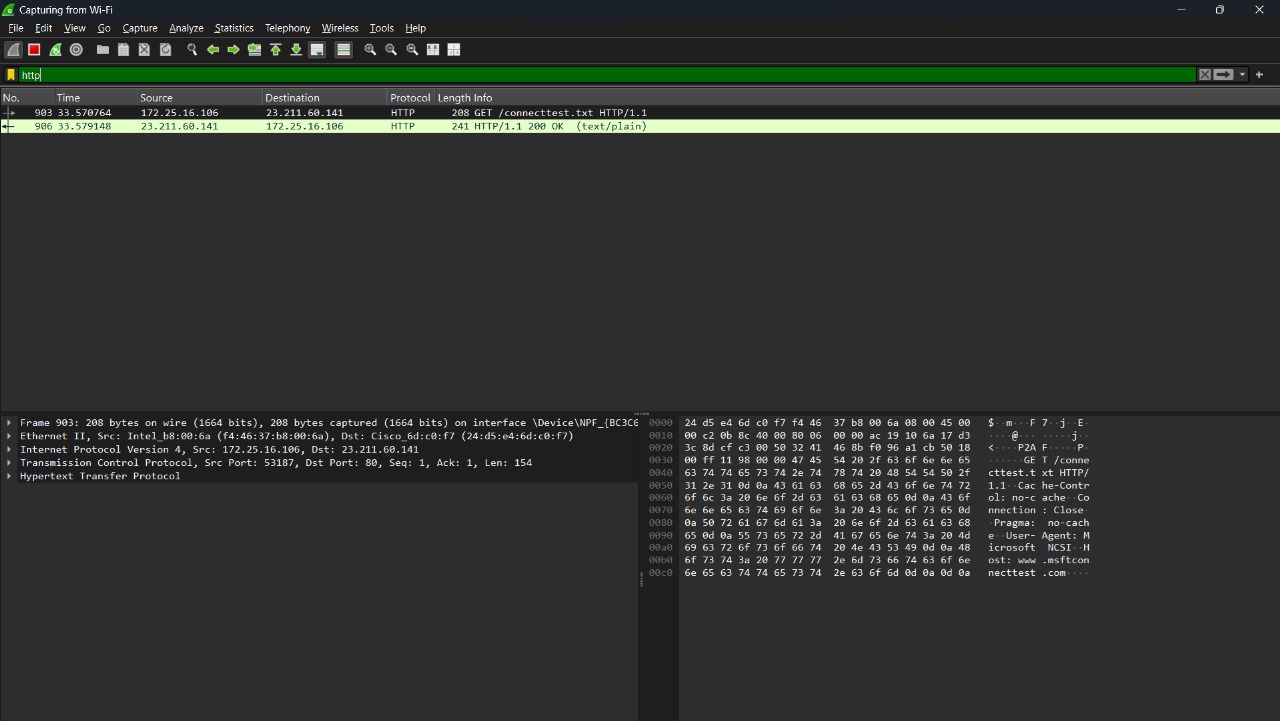 Capturing from Wi-Fi
File Edit View Go Capture Analyze Statistics Telephony Wireless Tools Help
http
No. Time Source Destination Protocol Length Info
903 33.570764 172.25.16.106 23.211.60.141 HTTP 208 GET /connecttest.txt HTTP/1.1
906 33.579148 23.211.60.141 172.25.16.106 HTTP 241 HTTP/1.1 200 OK (text/plain)
Frame 903: 208 bytes on wire (1664 bits), 208 bytes captured (1664 bits) on interface \Device\NPF_{BC3C6
Ethernet II, Src: Intel_b8:00:6a (f4:46:37:b8:00:6a), Dst: Cisco_6d:c0:f7 (24:d5:e4:6d:c0:f7)
Internet Protocol Version 4, Src: 172.25.16.106, Dst: 23.211.60.141
Transmission Control Protocol, Src Port: 53187, Dst Port: 80, Seq: 1, Ack: 1, Len: 154
Hypertext Transfer Protocol
0000 24 d5 e4 6d c0 f7 f4 46 37 b8 00 6a 08 00 45 00 $··m···F 7··j··E·
0010 00 c2 0b 8c 40 00 80 06 00 00 ac 19 10 6a 17 d3 ····@··· ·····j··
0020 3c 8d cf c3 00 50 32 41 46 8b f0 96 a1 cb 50 18 <····P2A F·····P·
0030 00 ff 11 98 00 00 47 45 54 20 2f 63 6f 6e 6e 65 ······GE T /conne
0040 63 74 74 65 73 74 2e 74 78 74 20 48 54 54 50 2f cttest.t xt HTTP/
0050 31 2e 31 0d 0a 43 61 63 68 65 2d 43 6f 6e 74 72 1.1··Cac he-Contr
0060 6f 6c 3a 20 6e 6f 2d 63 61 63 68 65 0d 0a 43 6f ol: no-c ache··Co
0070 6e 6e 65 63 74 69 6f 6e 3a 20 43 6c 6f 73 65 0d nnection : Close·
0080 0a 50 72 61 67 6d 61 3a 20 6e 6f 2d 63 61 63 68 ·Pragma: no-cach
0090 65 0d 0a 55 73 65 72 2d 41 67 65 6e 74 3a 20 4d e··User- Agent: M
00a0 69 63 72 6f 73 6f 66 74 20 4e 43 53 49 0d 0a 48 icrosoft NCSI··H
00b0 6f 73 74 3a 20 77 77 77 2e 6d 73 66 74 63 6f 6e ost: www .msftcon
00c0 6e 65 63 74 74 65 73 74 2e 63 6f 6d 0d 0a 0d 0a necttest .com····